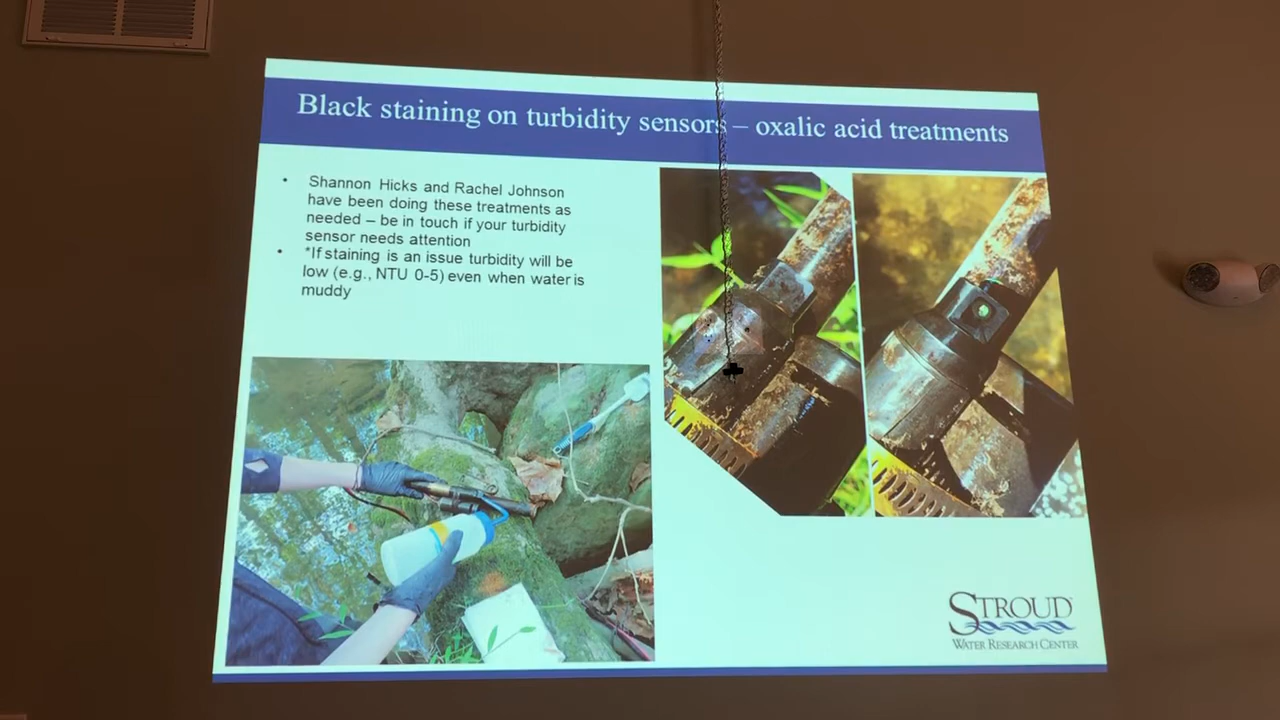 Black staining on turbidity sensors – oxalic acid treatments
• Shannon Hicks and Rachel Johnson
have been doing these treatments as
needed – be in touch if your turbidity
sensor needs attention
• *If staining is an issue turbidity will be
low (e.g., NTU 0-5) even when water is
muddy
STROUD™
WATER RESEARCH CENTER